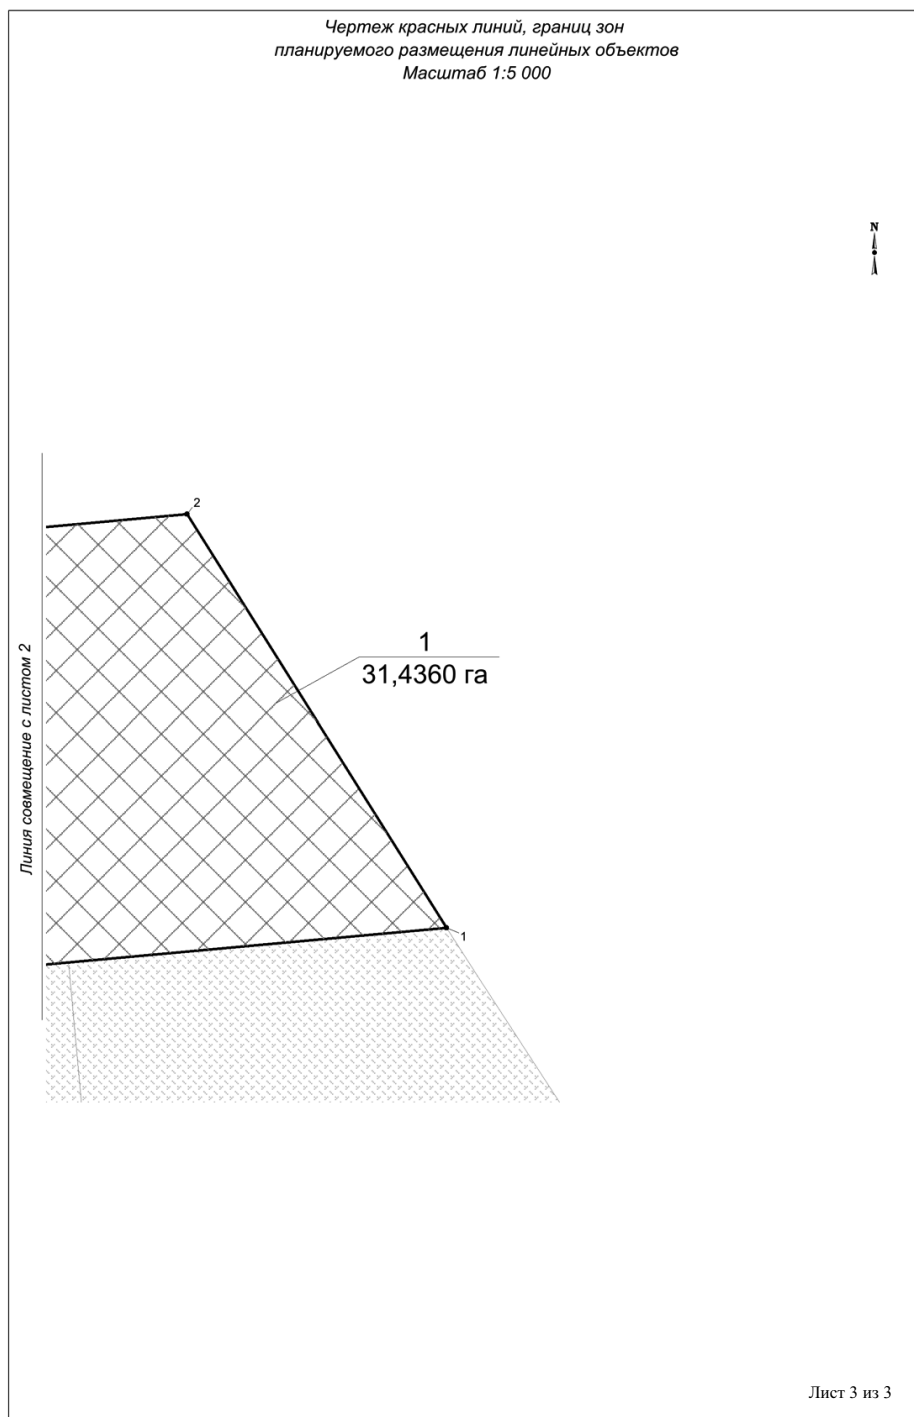 Чертеж красных линий, границ зон
планируемого размещения линейных объектов
Масштаб 1:5 000
N
2
1
31,4360 га
Линия совмещение с листом 2
1
Лист 3 из 3